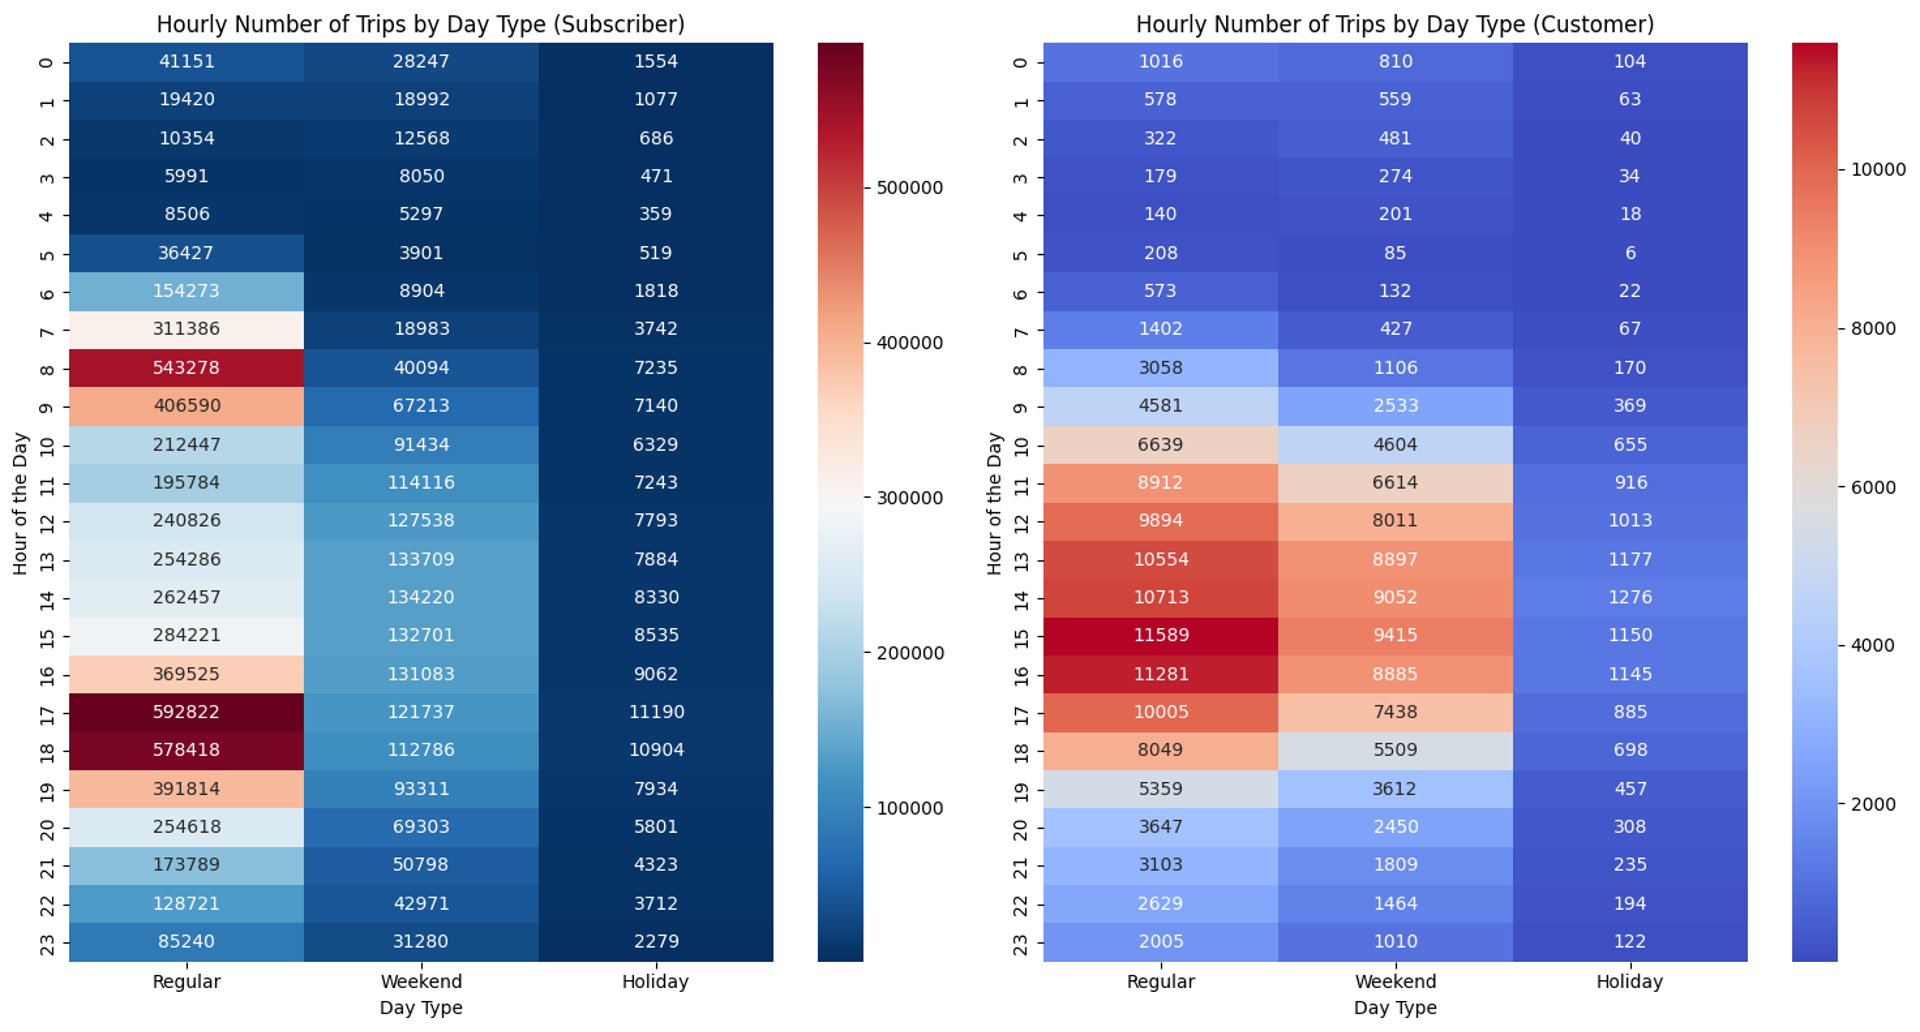 Hourly Number of Trips by Day Type (Subscriber)
0 41151 28247 1554
1 19420 18992 1077
2 10354 12568 686
3 5991 8050 471
4 8506 5297 359
5 36427 3901 519
6 154273 8904 1818
7 311386 18983 3742
8 543278 40094 7235
9 406590 67213 7140
10 212447 91434 6329
11 195784 114116 7243
12 240826 127538 7793
13 254286 133709 7884
14 262457 134220 8330
15 284221 132701 8535
16 369525 131083 9062
17 592822 121737 11190
18 578418 112786 10904
19 391814 93311 7934
20 254618 69303 5801
21 173789 50798 4323
22 128721 42971 3712
23 85240 31280 2279
Hour of the Day
Regular Weekend Holiday
Day Type
500000
400000
300000
200000
100000
Hourly Number of Trips by Day Type (Customer)
0 1016 810 104
1 578 559 63
2 322 481 40
3 179 274 34
4 140 201 18
5 208 85 6
6 573 132 22
7 1402 427 67
8 3058 1106 170
9 4581 2533 369
10 6639 4604 655
11 8912 6614 916
12 9894 8011 1013
13 10554 8897 1177
14 10713 9052 1276
15 11589 9415 1150
16 11281 8885 1145
17 10005 7438 885
18 8049 5509 698
19 5359 3612 457
20 3647 2450 308
21 3103 1809 235
22 2629 1464 194
23 2005 1010 122
Hour of the Day
Regular Weekend Holiday
Day Type
10000
8000
6000
4000
2000